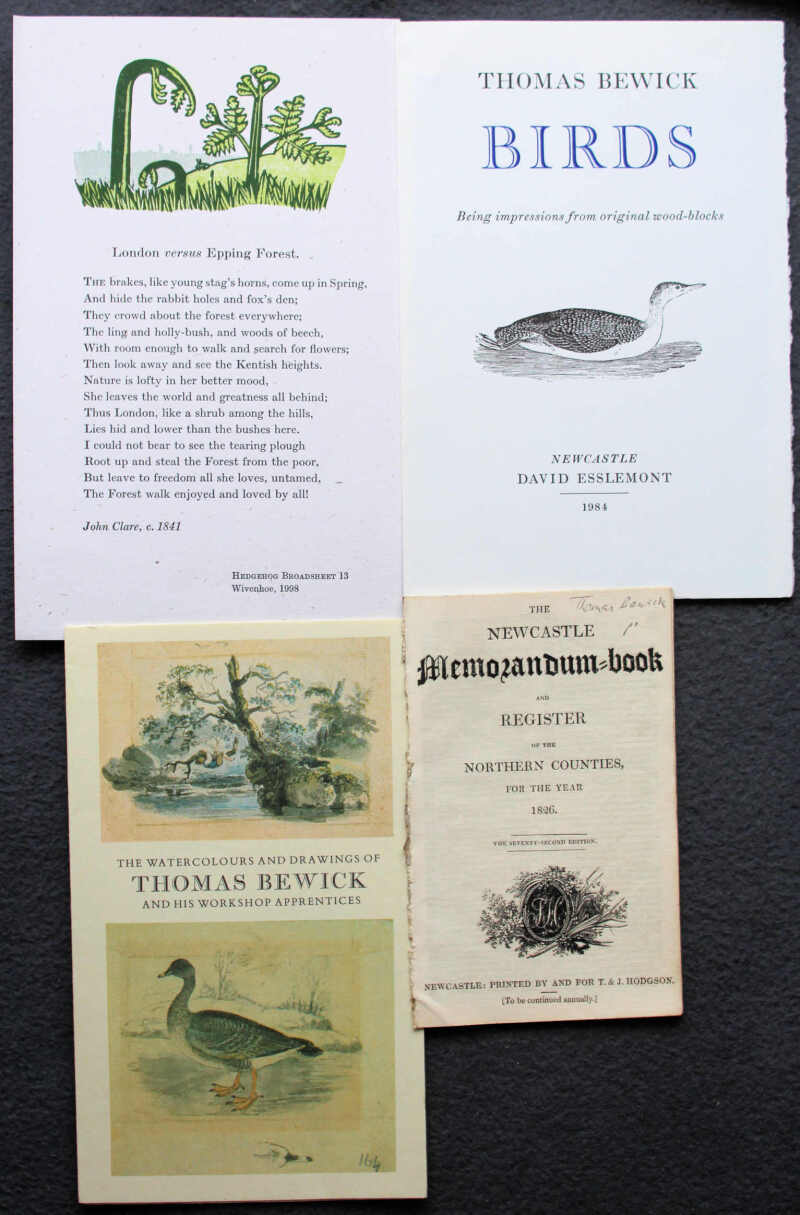 London versus Epping Forest.
THE brakes, like young stag's horns, come up in Spring,
And hide the rabbit holes and fox's den;
They crowd about the forest everywhere;
The ling and holly-bush, and woods of beech,
With room enough to walk and search for flowers;
Then look away and see the Kentish heights.
Nature is lofty in her better mood,
She leaves the world and greatness all behind;
Thus London, like a shrub among the hills,
Lies hid and lower than the bushes here.
I could not bear to see the tearing plough
Root up and steal the Forest from the poor,
But leave to freedom all she loves, untamed,
The Forest walk enjoyed and loved by all!
John Clare, c. 1841
HEDGEHOG BROADSHEET 13
Wivenhoe, 1998
THOMAS BEWICK
BIRDS
Being impressions from original wood-blocks
NEWCASTLE
DAVID ESSLEMONT
1984
THE WATERCOLOURS AND DRAWINGS OF
THOMAS BEWICK
AND HIS WORKSHOP APPRENTICES
164
Thomas Bewick
THE
NEWCASTLE
Memorandum-book
AND
REGISTER
OF THE
NORTHERN COUNTIES,
FOR THE YEAR
1826.
THE SEVENTY-SECOND EDITION.
NEWCASTLE: PRINTED BY AND FOR T. & J. HODGSON.
[To be continued annually.]